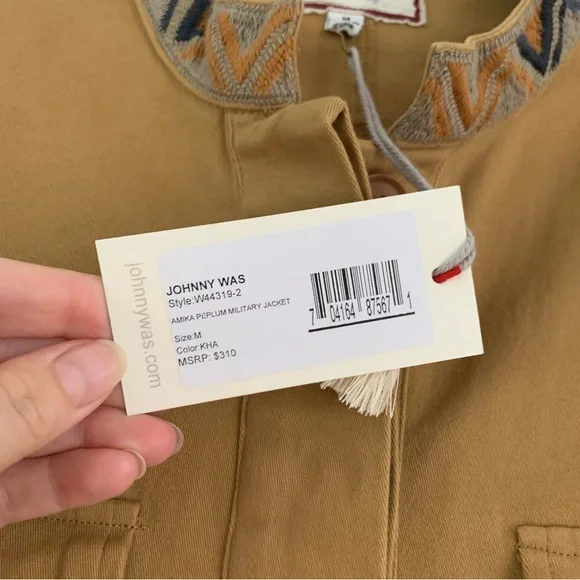 johnnywas.com
JOHNNY WAS
Style:W44319-2
AMIKA PEPLUM MILITARY JACKET
Size:M
Color:KHA
MSRP: $310
7 04164 87567 1
M